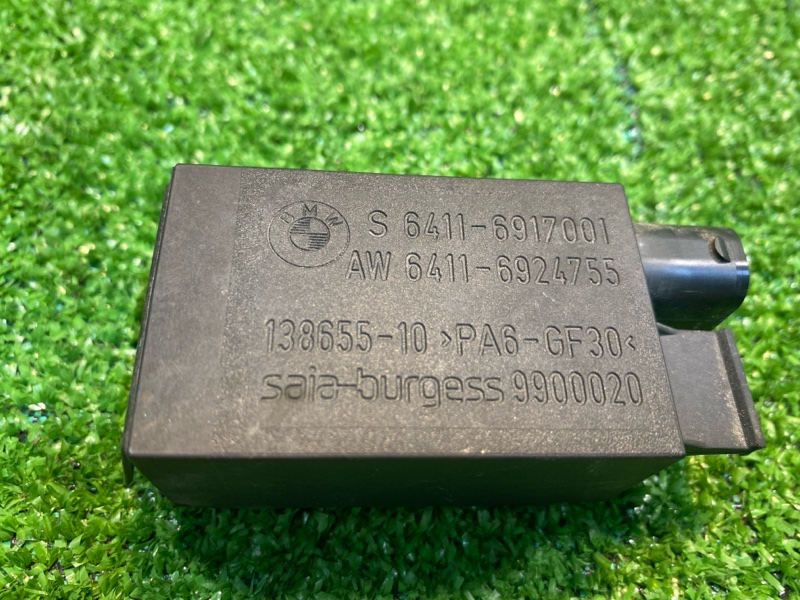 BMW S 6411-6917001
AW 6411-6924755
138655-10 >PA6-GF30<
saia-burgess 9900020